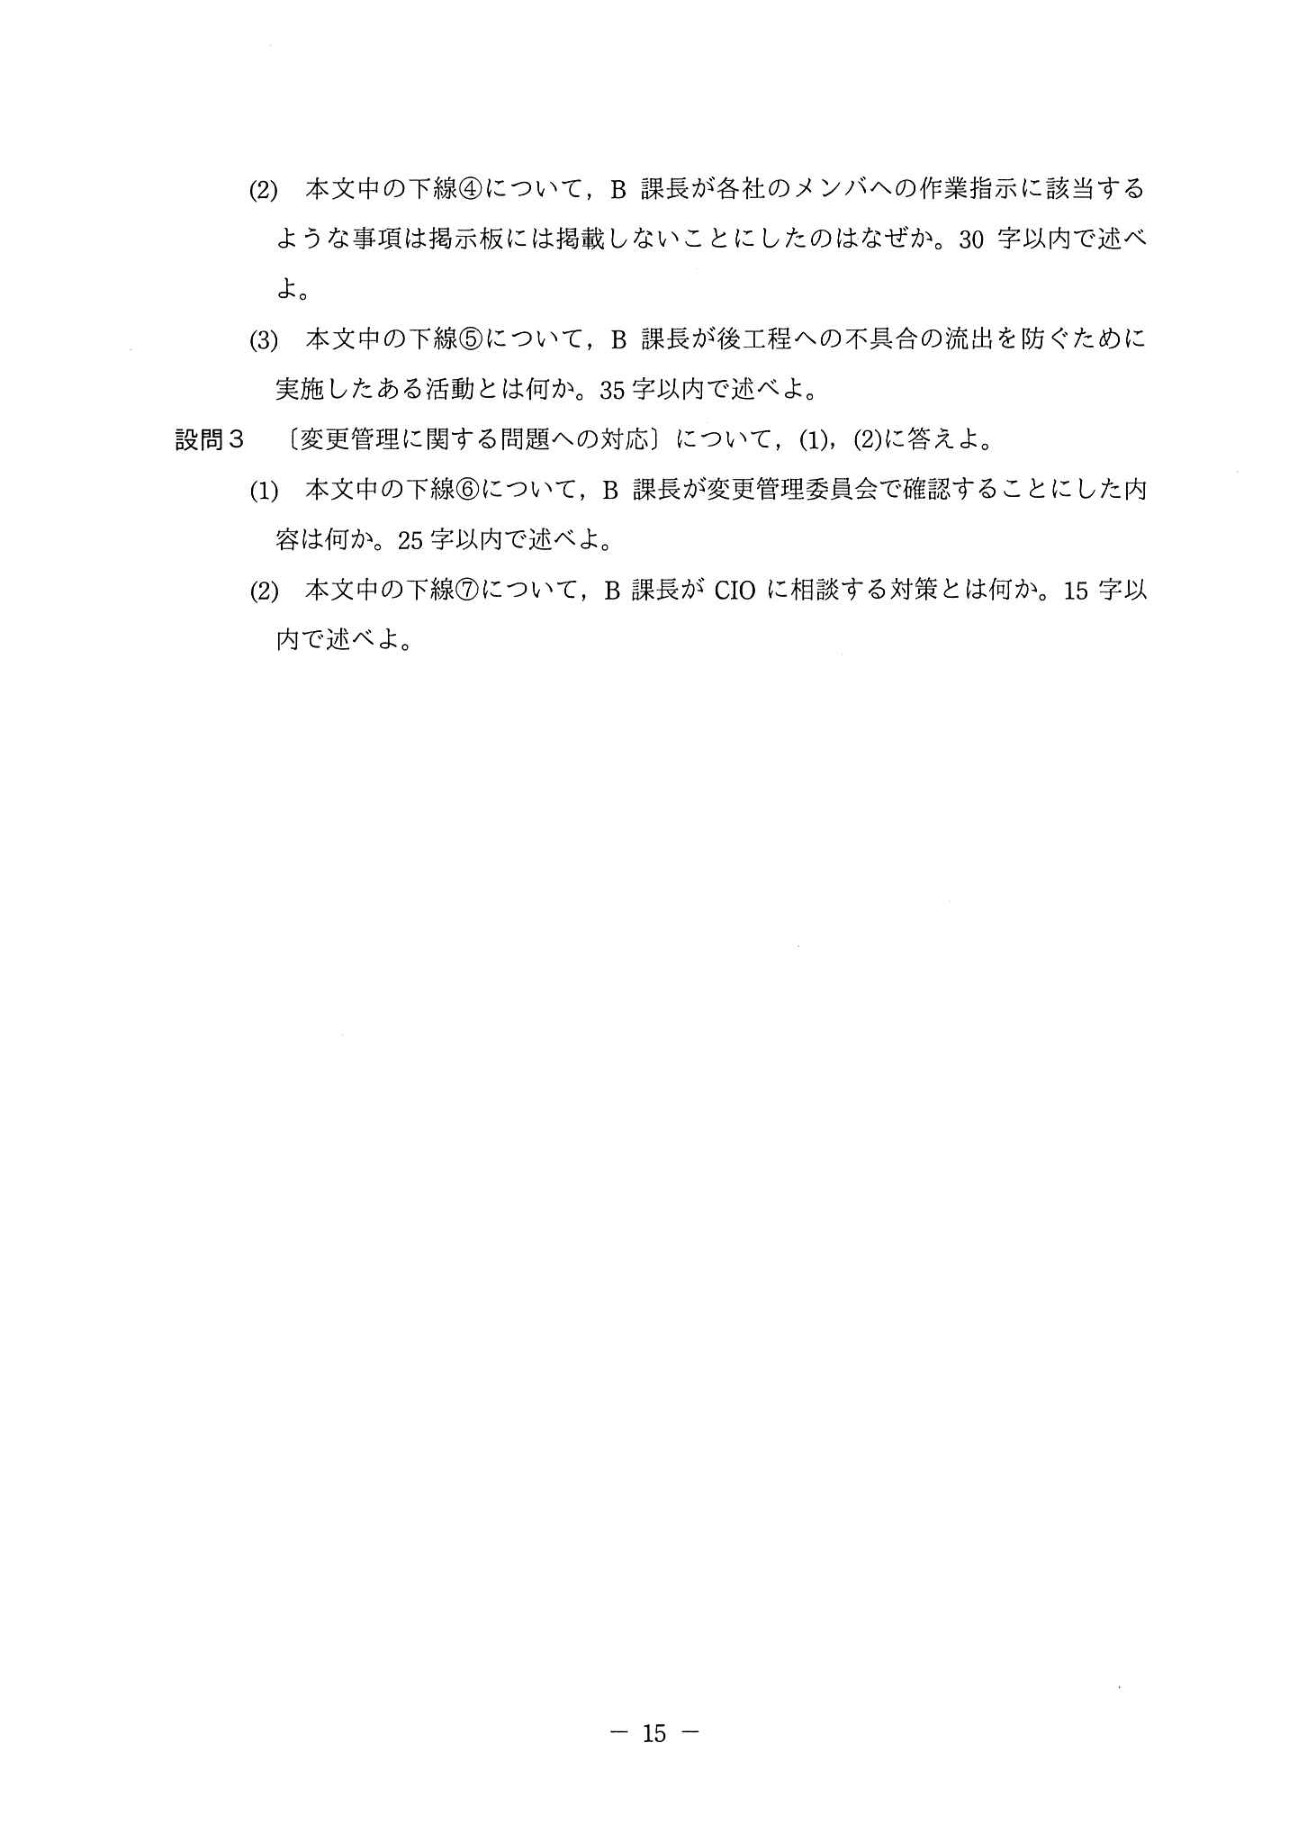 (2) 本文中の下線④について，B 課長が各社のメンバへの作業指示に該当する
ような事項は掲示板には掲載しないことにしたのはなぜか。30 字以内で述べ
よ。
(3) 本文中の下線⑤について，B 課長が後工程への不具合の流出を防ぐために
実施したある活動とは何か。35 字以内で述べよ。
設問３ 〔変更管理に関する問題への対応〕について，(1)，(2)に答えよ。
(1) 本文中の下線⑥について，B 課長が変更管理委員会で確認することにした内
容は何か。25 字以内で述べよ。
(2) 本文中の下線⑦について，B 課長が CIO に相談する対策とは何か。15 字以
内で述べよ。
－ 15 －